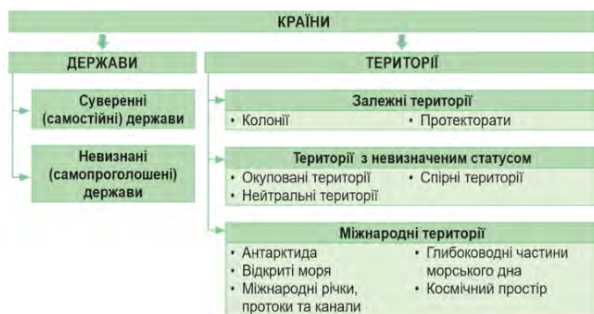 КРАЇНИ
ДЕРЖАВИ
Суверенні
(самостійні) держави
Невизнані
(самопроголошені)
держави
ТЕРИТОРІЇ
Залежні території
• Колонії
• Протекторати
Території з невизначеним статусом
• Окуповані території
• Спірні території
• Нейтральні території
Міжнародні території
• Антарктида
• Відкриті моря
• Міжнародні річки,
протоки та канали
• Глибоководні частини
морського дна
• Космічний простір